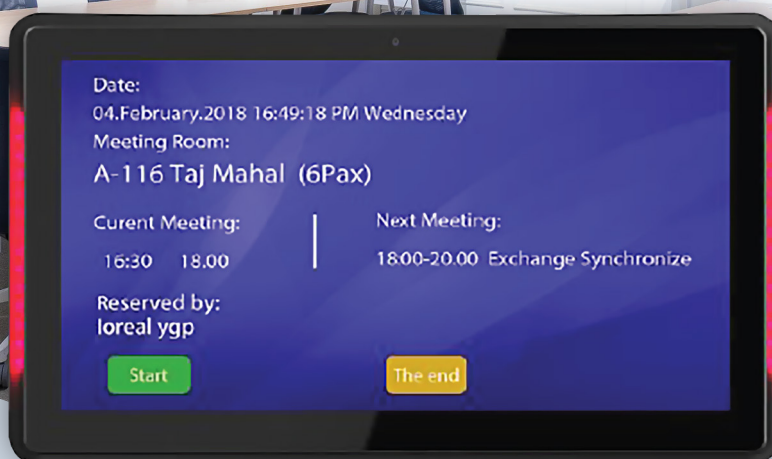 Date:
04.February.2018 16:49:18 PM Wednesday
Meeting Room:
A-116 Taj Mahal (6Pax)
Curent Meeting:
16:30 18.00
Next Meeting:
18:00-20.00 Exchange Synchronize
Reserved by:
loreal ygp
Start
The end